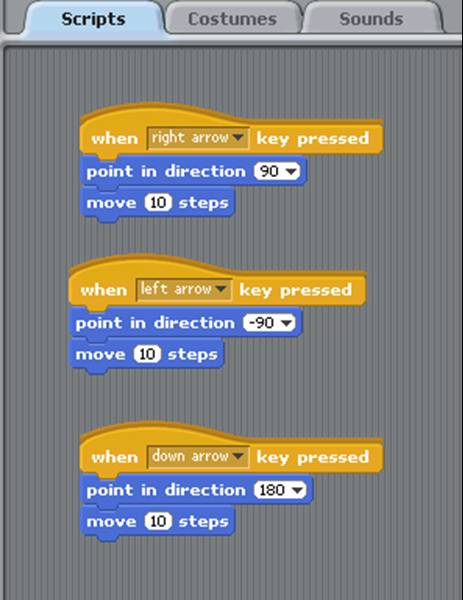 Scripts Costumes Sounds
when right arrow key pressed
point in direction 90
move 10 steps
when left arrow key pressed
point in direction -90
move 10 steps
when down arrow key pressed
point in direction 180
move 10 steps